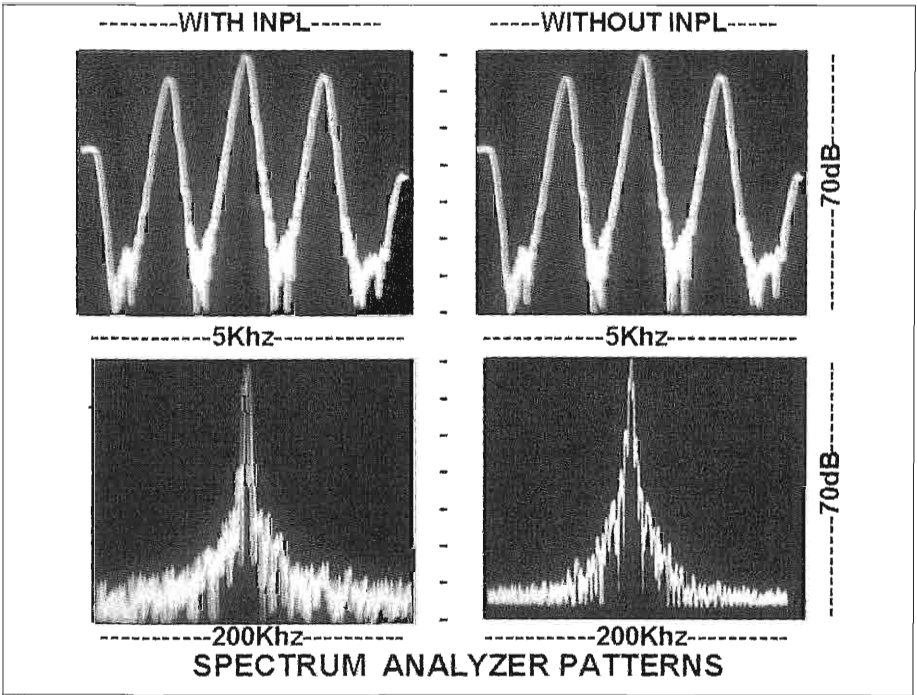 --------WITH INPL-------
-------WITHOUT INPL-----
------70dB------
---------5Khz----------
---------5Khz----------
------70dB------
---------200Khz--------
--------200Khz---------
SPECTRUM ANALYZER PATTERNS